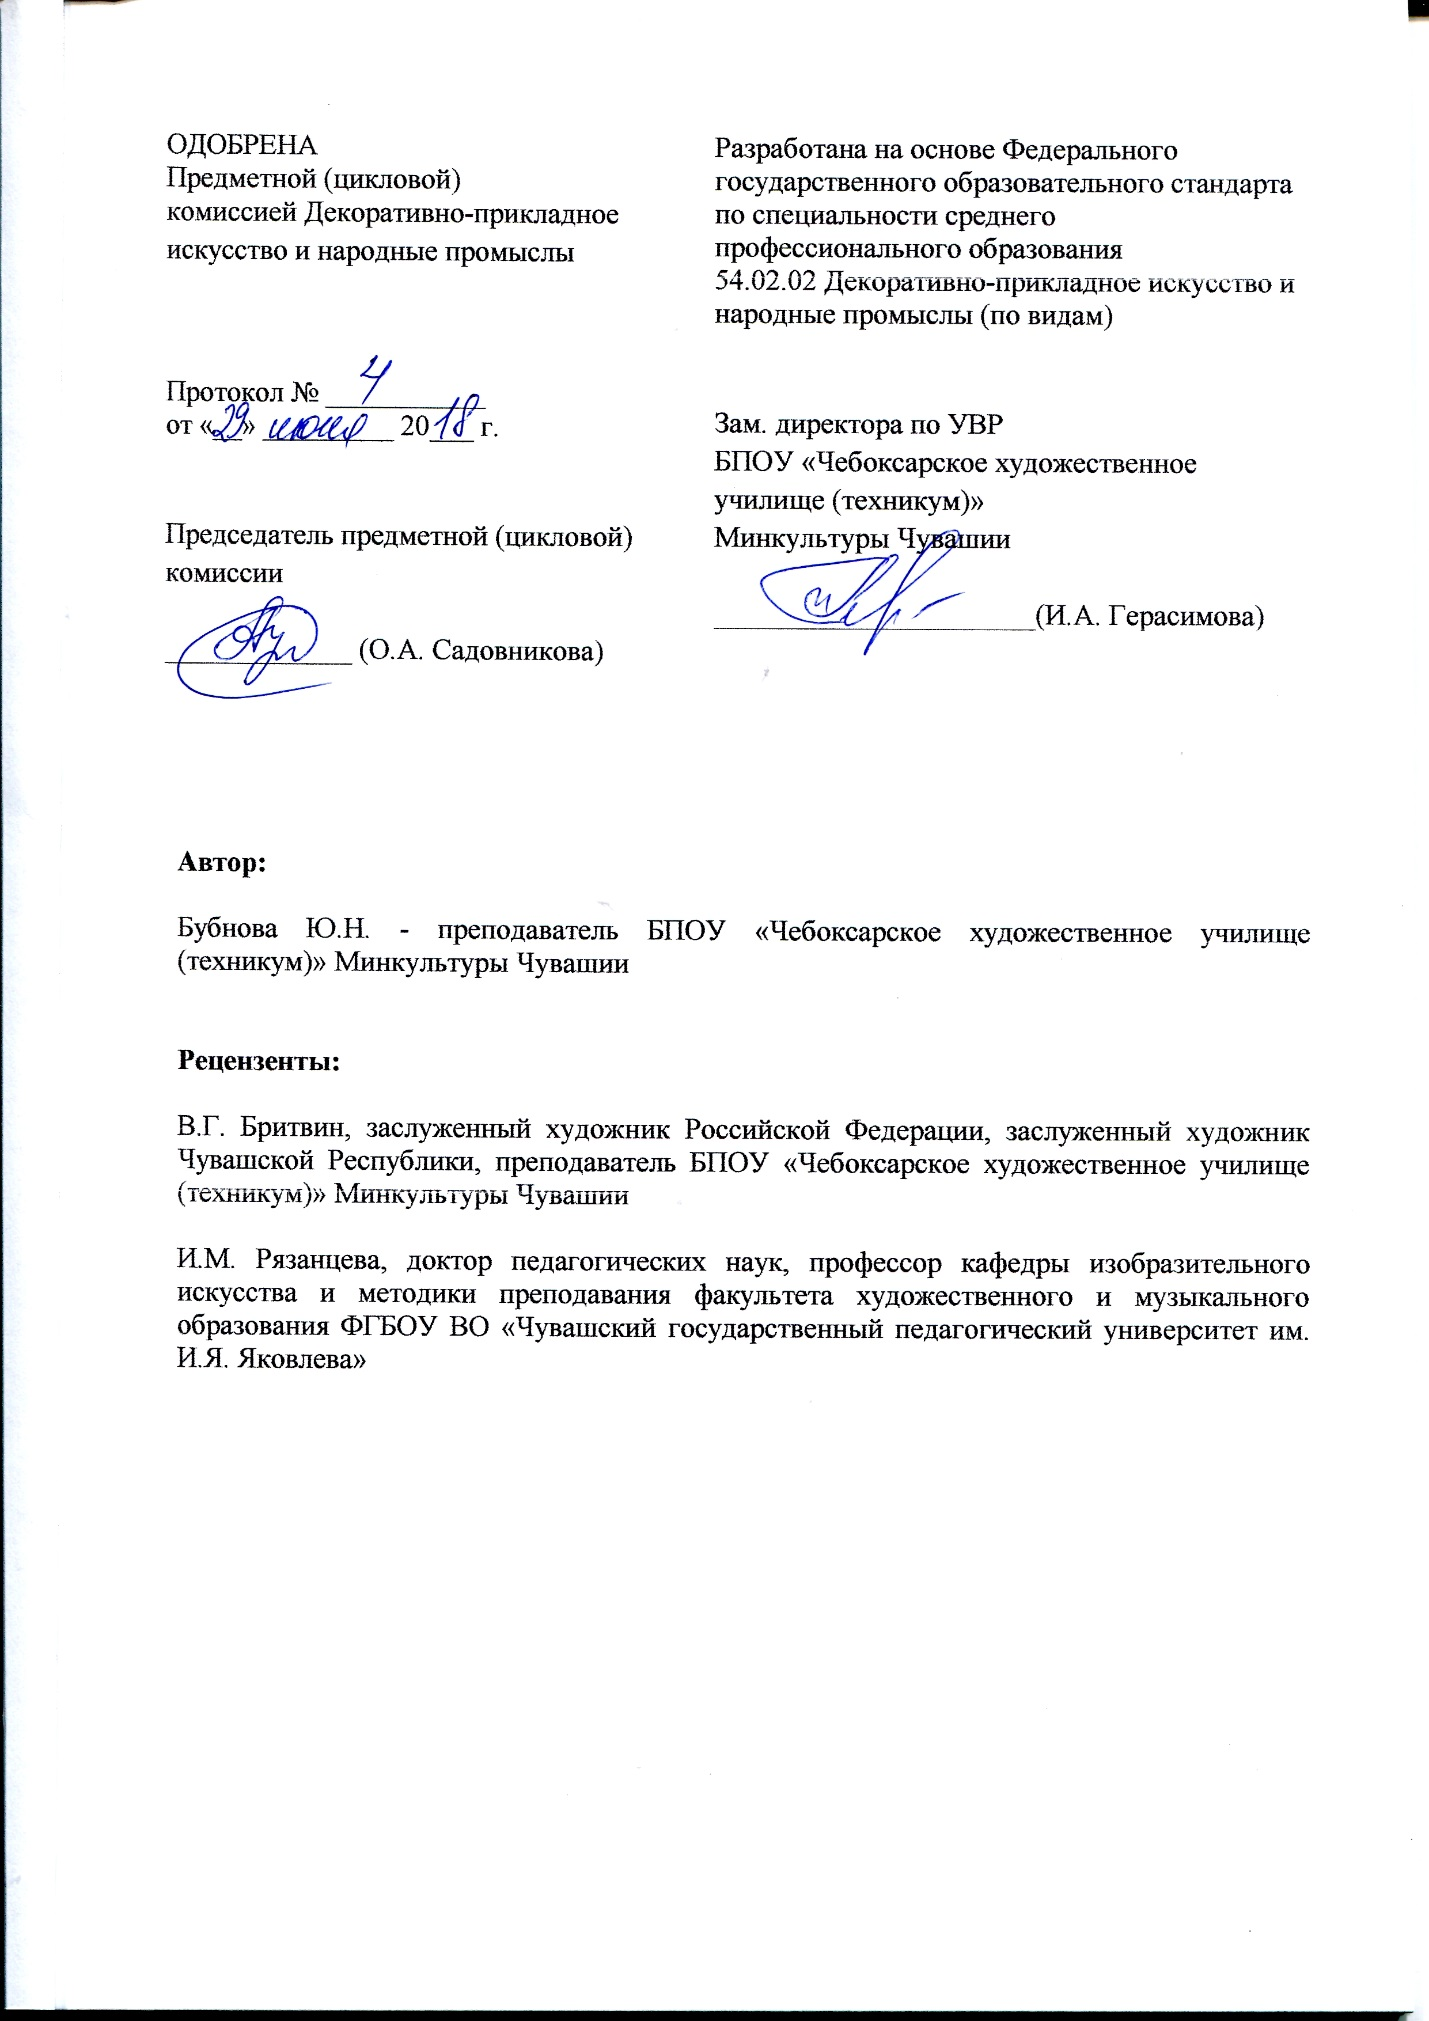 ОДОБРЕНА
Предметной (цикловой)
комиссией Декоративно-прикладное
искусство и народные промыслы
Протокол № 4
от «29» июня 2018 г.
Председатель предметной (цикловой)
комиссии
(О.А. Садовникова)
Разработана на основе Федерального
государственного образовательного стандарта
по специальности среднего
профессионального образования
54.02.02 Декоративно-прикладное искусство и
народные промыслы (по видам)
Зам. директора по УВР
БПОУ «Чебоксарское художественное
училище (техникум)»
Минкультуры Чувашии
(И.А. Герасимова)
Автор:
Бубнова Ю.Н. - преподаватель БПОУ «Чебоксарское художественное училище
(техникум)» Минкультуры Чувашии
Рецензенты:
В.Г. Бритвин, заслуженный художник Российской Федерации, заслуженный художник
Чувашской Республики, преподаватель БПОУ «Чебоксарское художественное училище
(техникум)» Минкультуры Чувашии
И.М. Рязанцева, доктор педагогических наук, профессор кафедры изобразительного
искусства и методики преподавания факультета художественного и музыкального
образования ФГБОУ ВО «Чувашский государственный педагогический университет им.
И.Я. Яковлева»